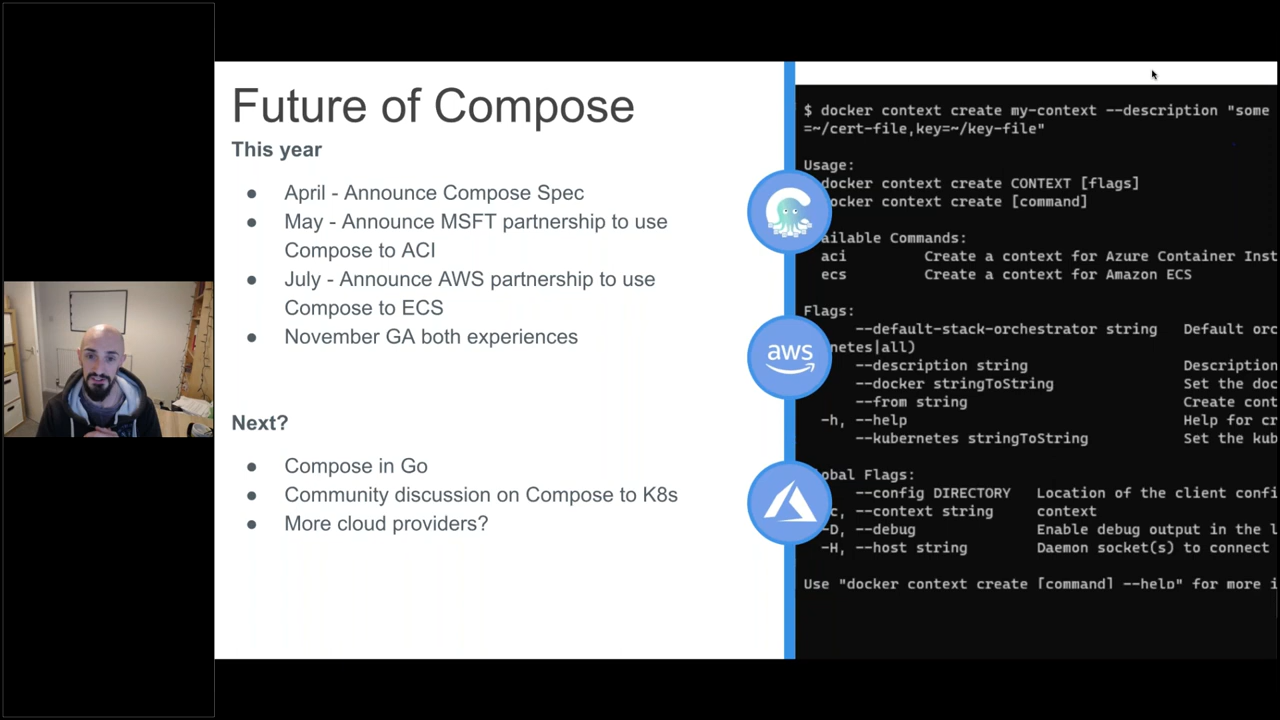 Future of Compose
This year
● April - Announce Compose Spec
● May - Announce MSFT partnership to use
Compose to ACI
● July - Announce AWS partnership to use
Compose to ECS
● November GA both experiences
Next?
● Compose in Go
● Community discussion on Compose to K8s
● More cloud providers?
aws
$ docker context create my-context --description "some
=~/cert-file,key=~/key-file"
Usage:
docker context create CONTEXT [flags]
ocker context create [command]
ailable Commands:
aci Create a context for Azure Container Inst
ecs Create a context for Amazon ECS
Flags:
--default-stack-orchestrator string Default orc
netes|all)
--description string Description
--docker stringToString Set the doc
--from string Create cont
-h, --help Help for cr
--kubernetes stringToString Set the kub
obal Flags:
--config DIRECTORY Location of the client confi
c, --context string context
-D, --debug Enable debug output in the l
-H, --host string Daemon socket(s) to connect
Use "docker context create [command] --help" for more i